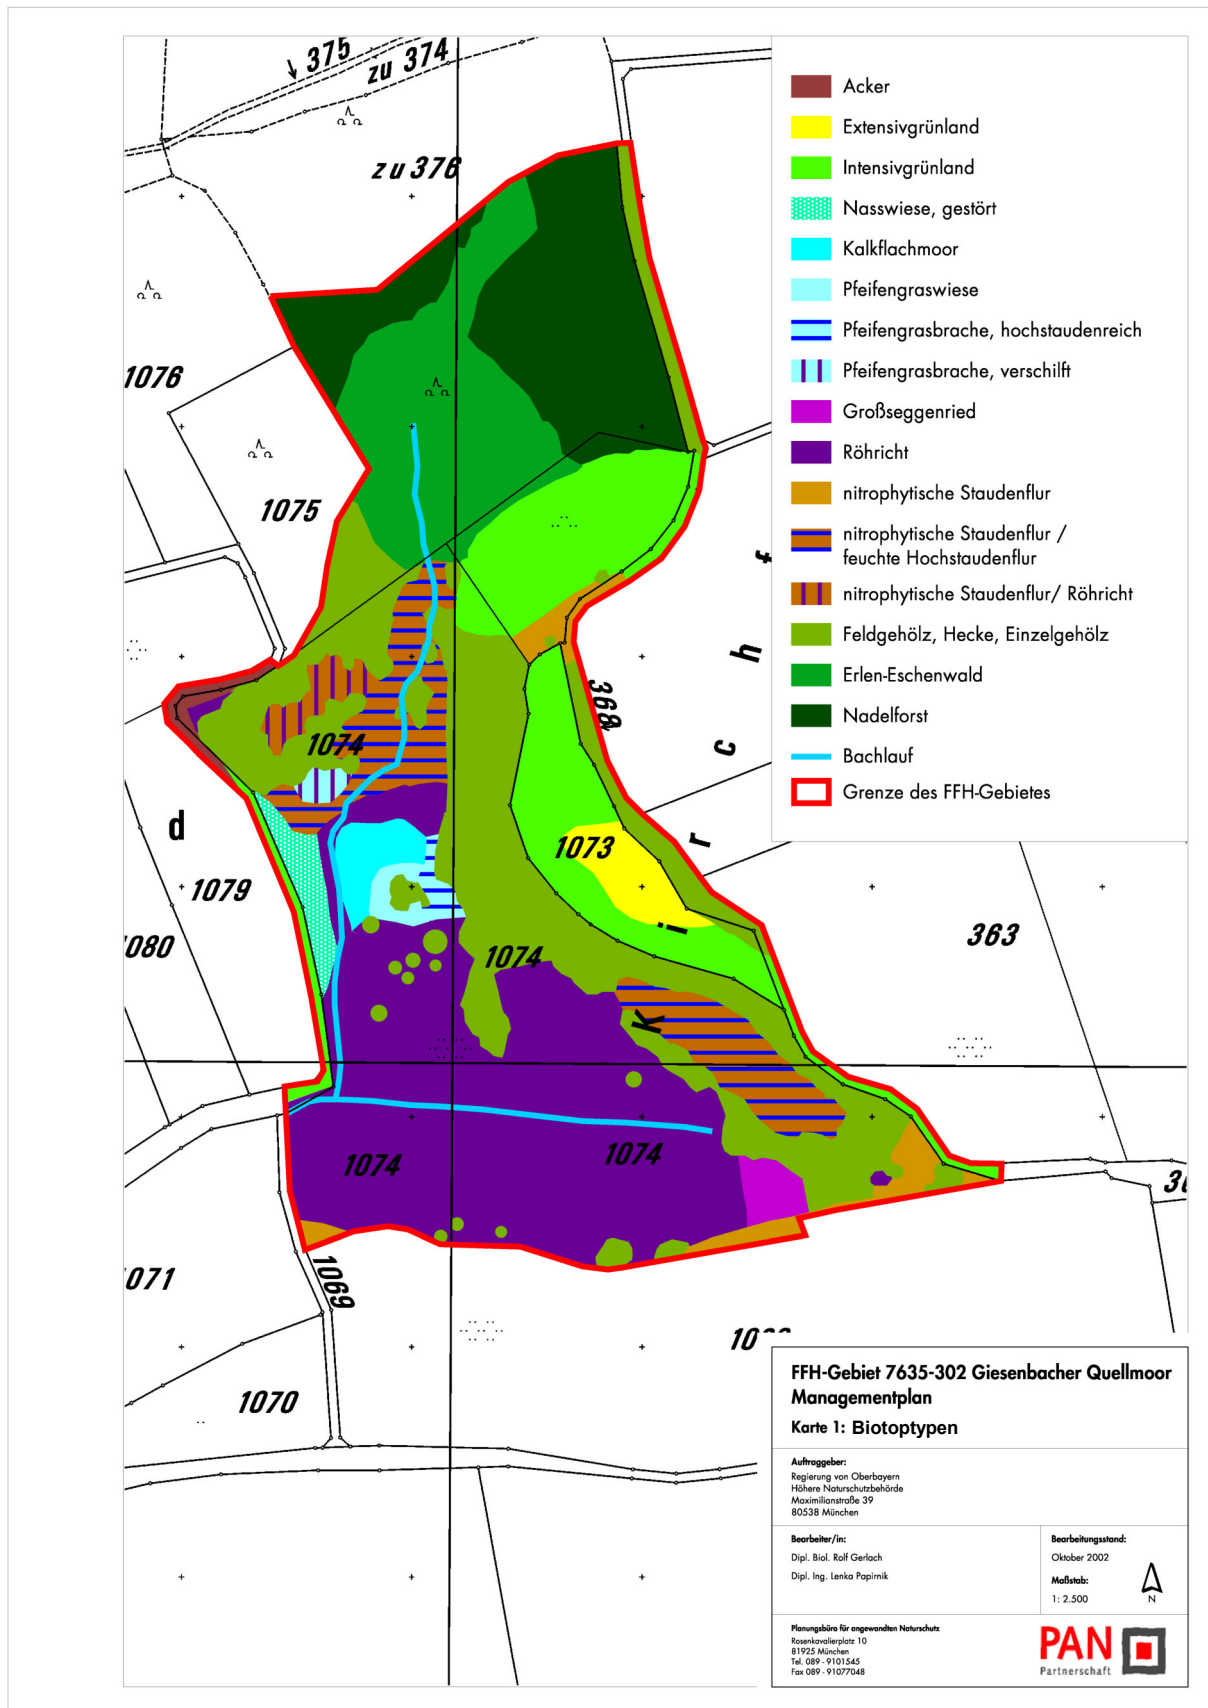 375
zu 374
zu 376
1076
1075
1074
368
d
1079
1080
1073
1074
363
k
i
r
c
h
f
1074
1074
1071
1069
1070
Acker
Extensivgrünland
Intensivgrünland
Nasswiese, gestört
Kalkflachmoor
Pfeifengraswiese
Pfeifengrasbrache, hochstaudenreich
Pfeifengrasbrache, verschilft
Großseggenried
Röhricht
nitrophytische Staudenflur
nitrophytische Staudenflur /
feuchte Hochstaudenflur
nitrophytische Staudenflur/ Röhricht
Feldgehölz, Hecke, Einzelgehölz
Erlen-Eschenwald
Nadelforst
Bachlauf
Grenze des FFH-Gebietes
FFH-Gebiet 7635-302 Giesenbacher Quellmoor
Managementplan
Karte 1: Biotoptypen
Auftraggeber:
Regierung von Oberbayern
Höhere Naturschutzbehörde
Maximilianstraße 39
80538 München
Bearbeiter/in:
Dipl. Biol. Rolf Gerlach
Dipl. Ing. Lenka Papirnik
Bearbeitungsstand:
Oktober 2002
Maßstab:
1: 2.500
N
Planungsbüro für angewandten Naturschutz
Rosenkavalierplatz 10
81925 München
Tel. 089 - 9101545
Fax 089 - 91077048
PAN
Partnerschaft